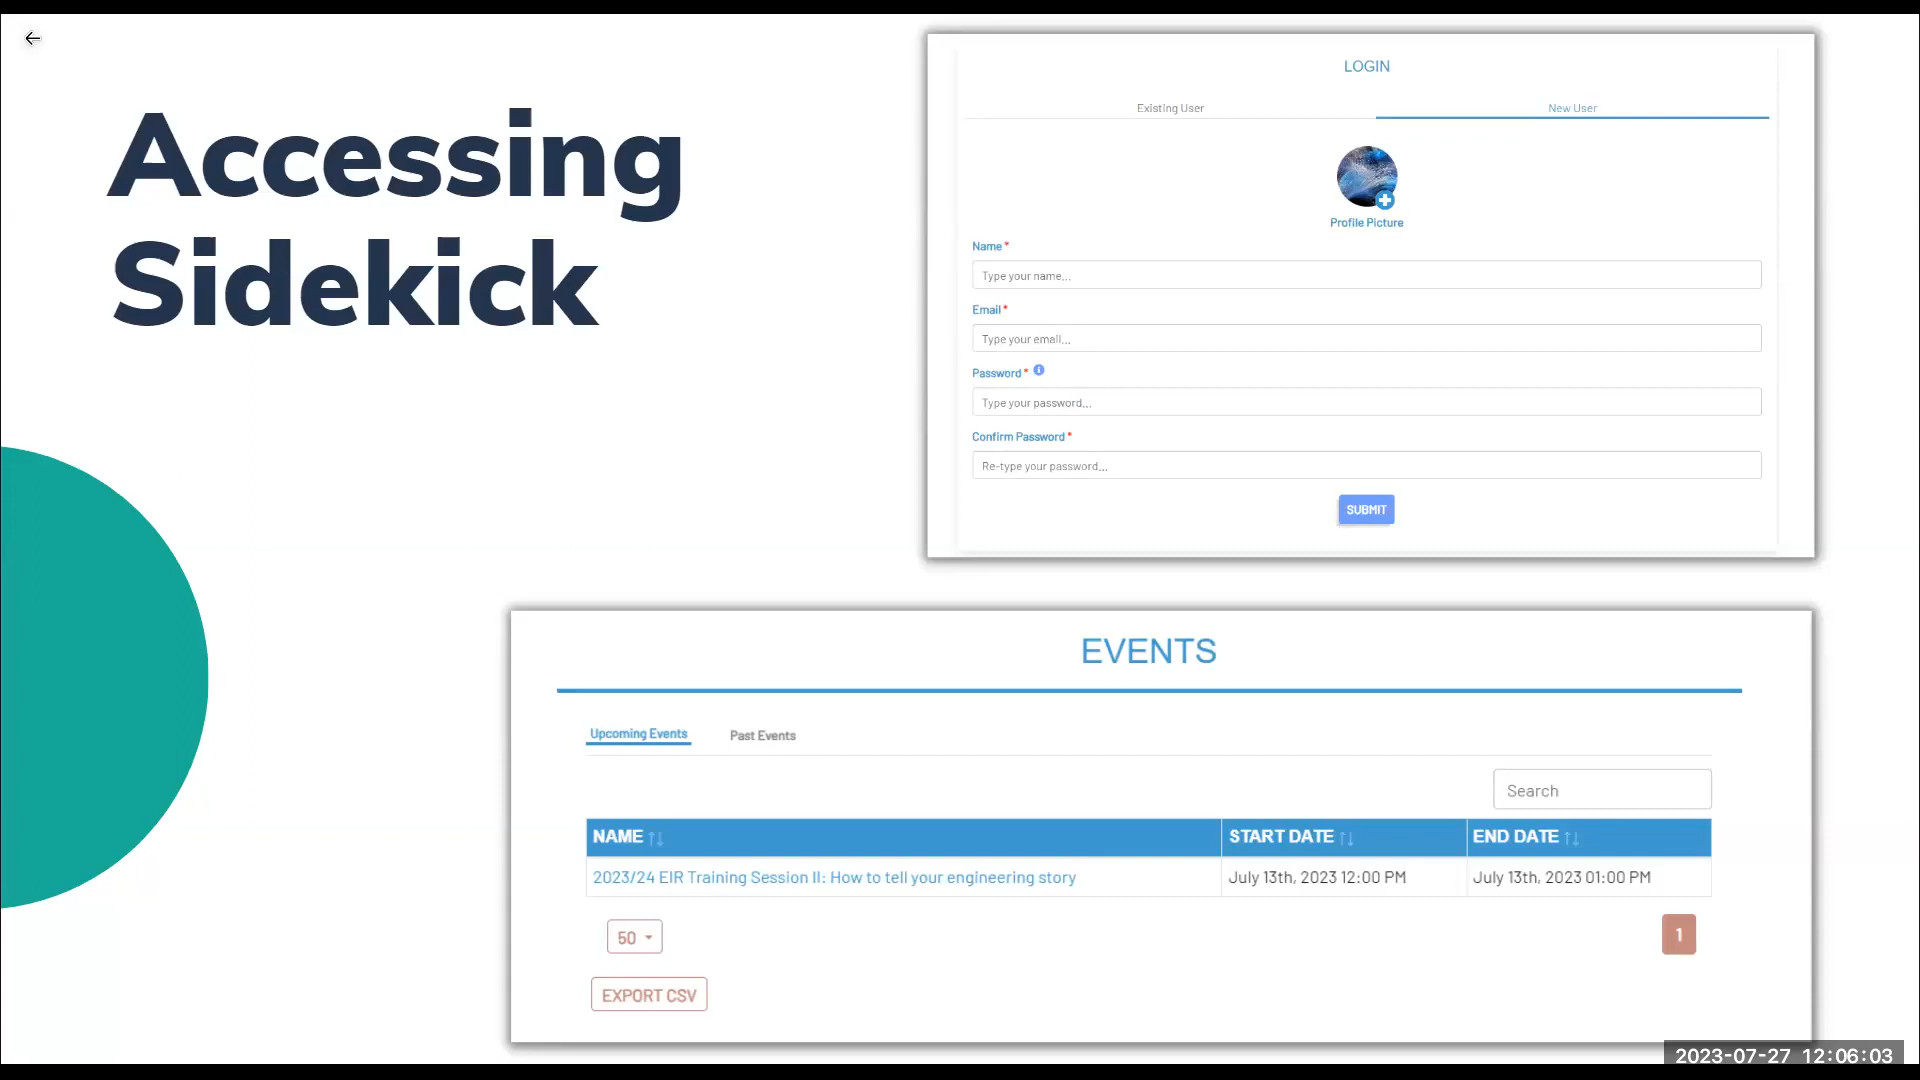 Accessing
Sidekick
LOGIN
Existing User
New User
Profile Picture
Name *
Type your name...
Email *
Type your email...
Password *
Type your password...
Confirm Password *
Re-type your password...
SUBMIT
EVENTS
Upcoming Events
Past Events
Search
NAME
START DATE
END DATE
2023/24 EIR Training Session II: How to tell your engineering story
July 13th, 2023 12:00 PM
July 13th, 2023 01:00 PM
50
1
EXPORT CSV
2023-07-27 12:06:03